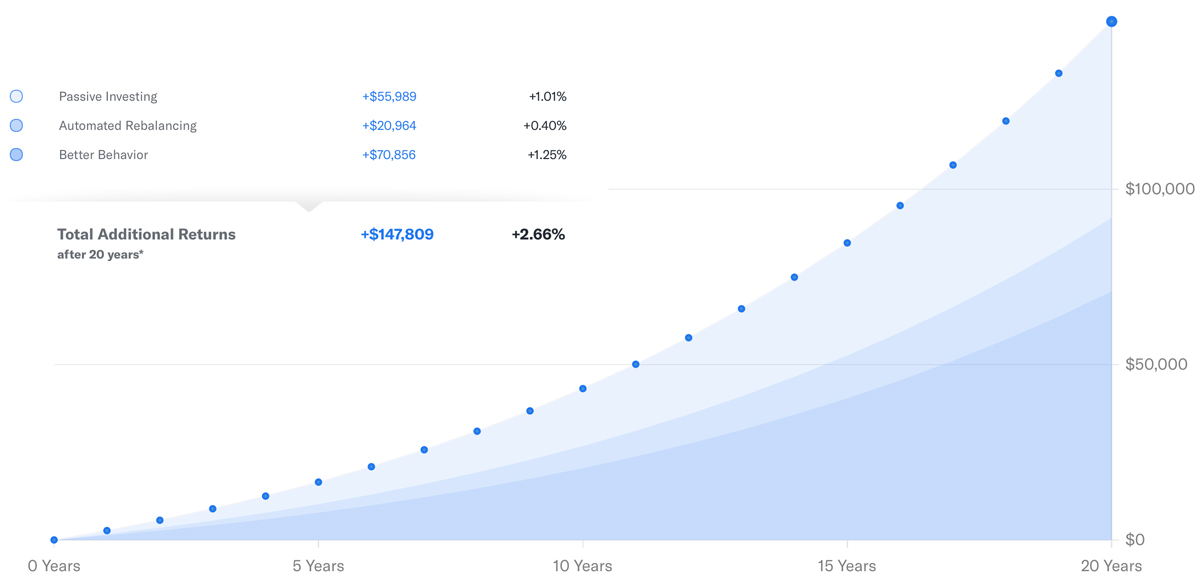 Passive Investing +$55,989 +1.01%
Automated Rebalancing +$20,964 +0.40%
Better Behavior +$70,856 +1.25%
$100,000
Total Additional Returns +$147,809 +2.66%
after 20 years*
$50,000
$0
0 Years 5 Years 10 Years 15 Years 20 Years